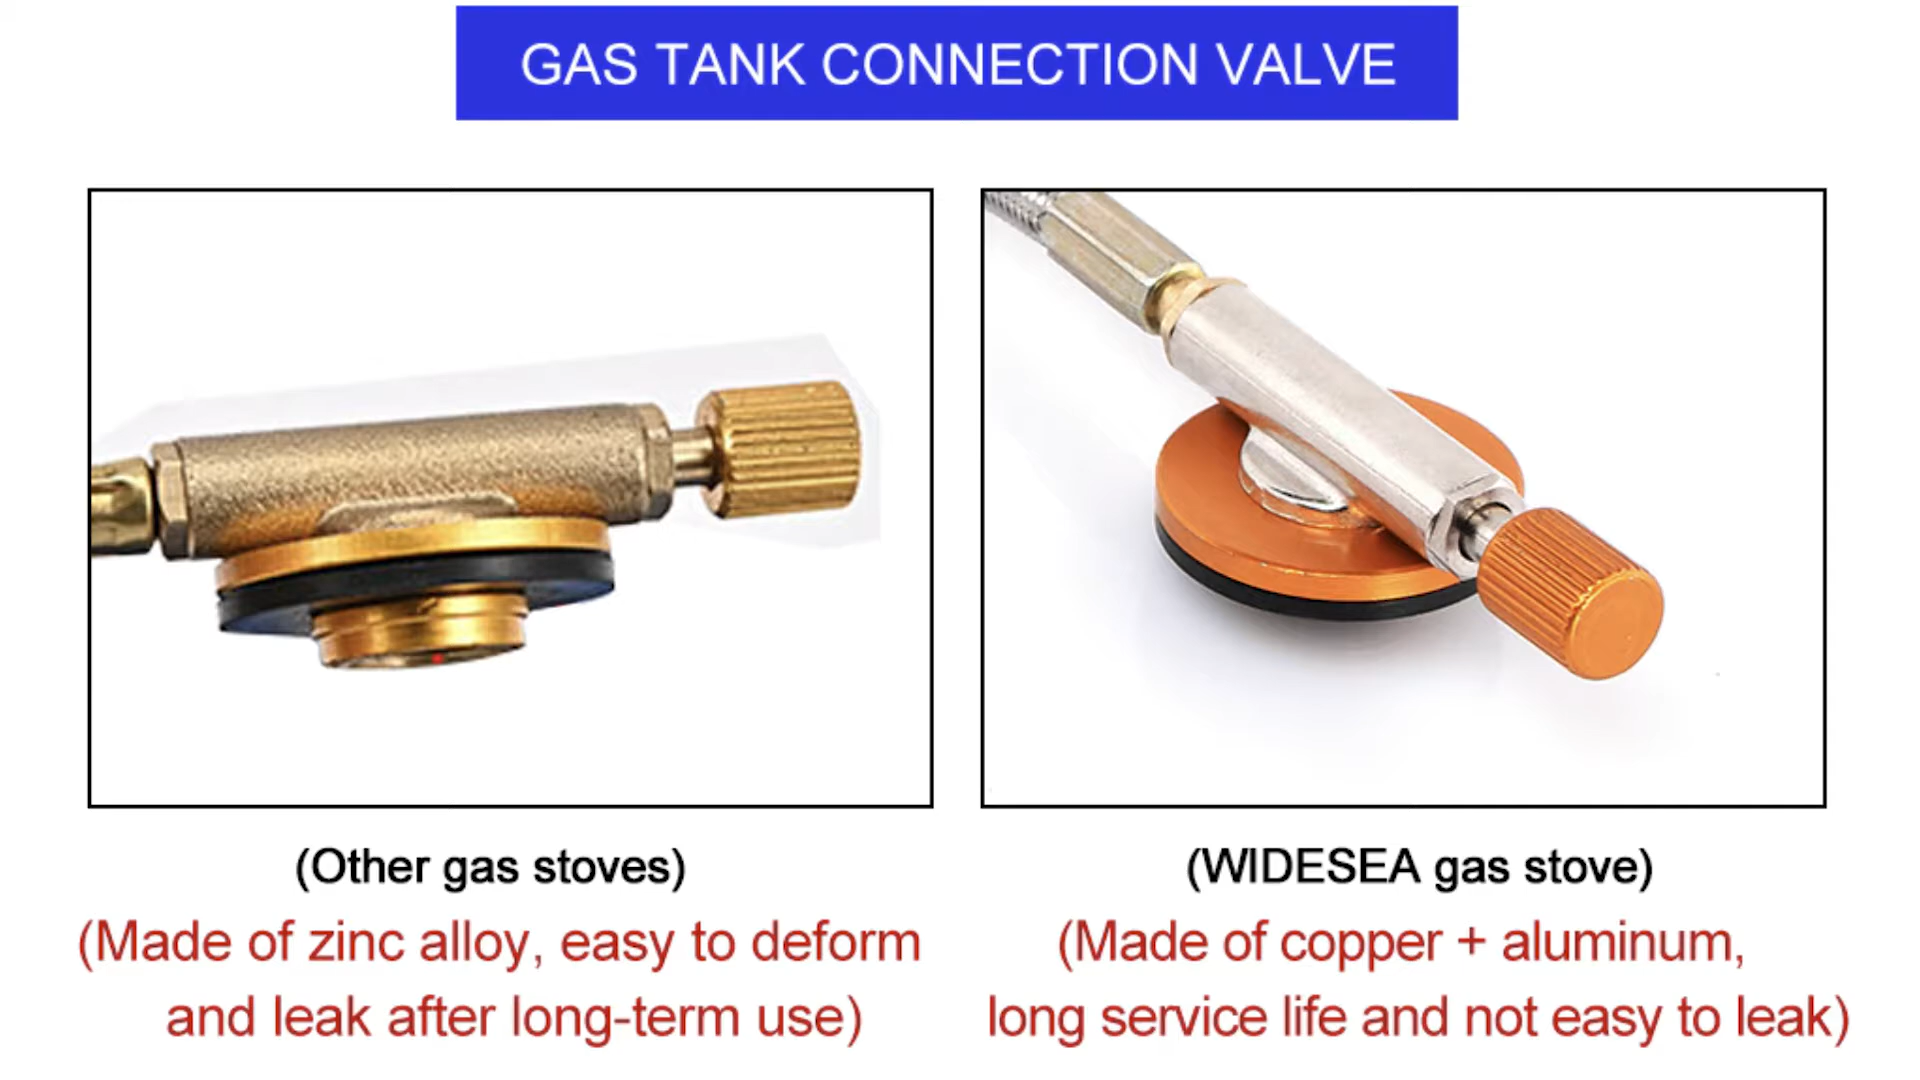 GAS TANK CONNECTION VALVE
(Other gas stoves)
(Made of zinc alloy, easy to deform
and leak after long-term use)
(WIDESEA gas stove)
(Made of copper + aluminum,
long service life and not easy to leak)